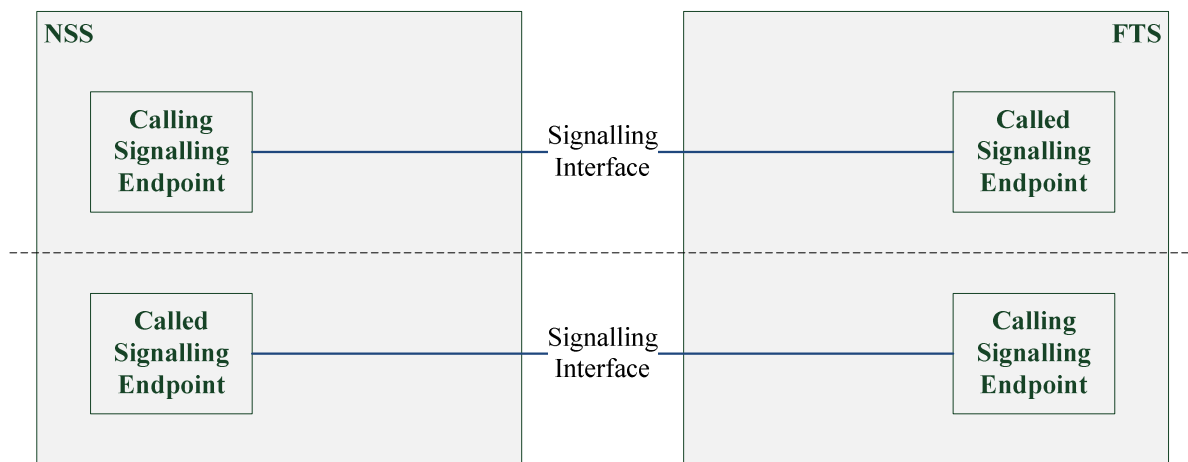 NSS
FTS
Calling
Signalling
Endpoint
Signalling
Interface
Called
Signalling
Endpoint
Called
Signalling
Endpoint
Signalling
Interface
Calling
Signalling
Endpoint